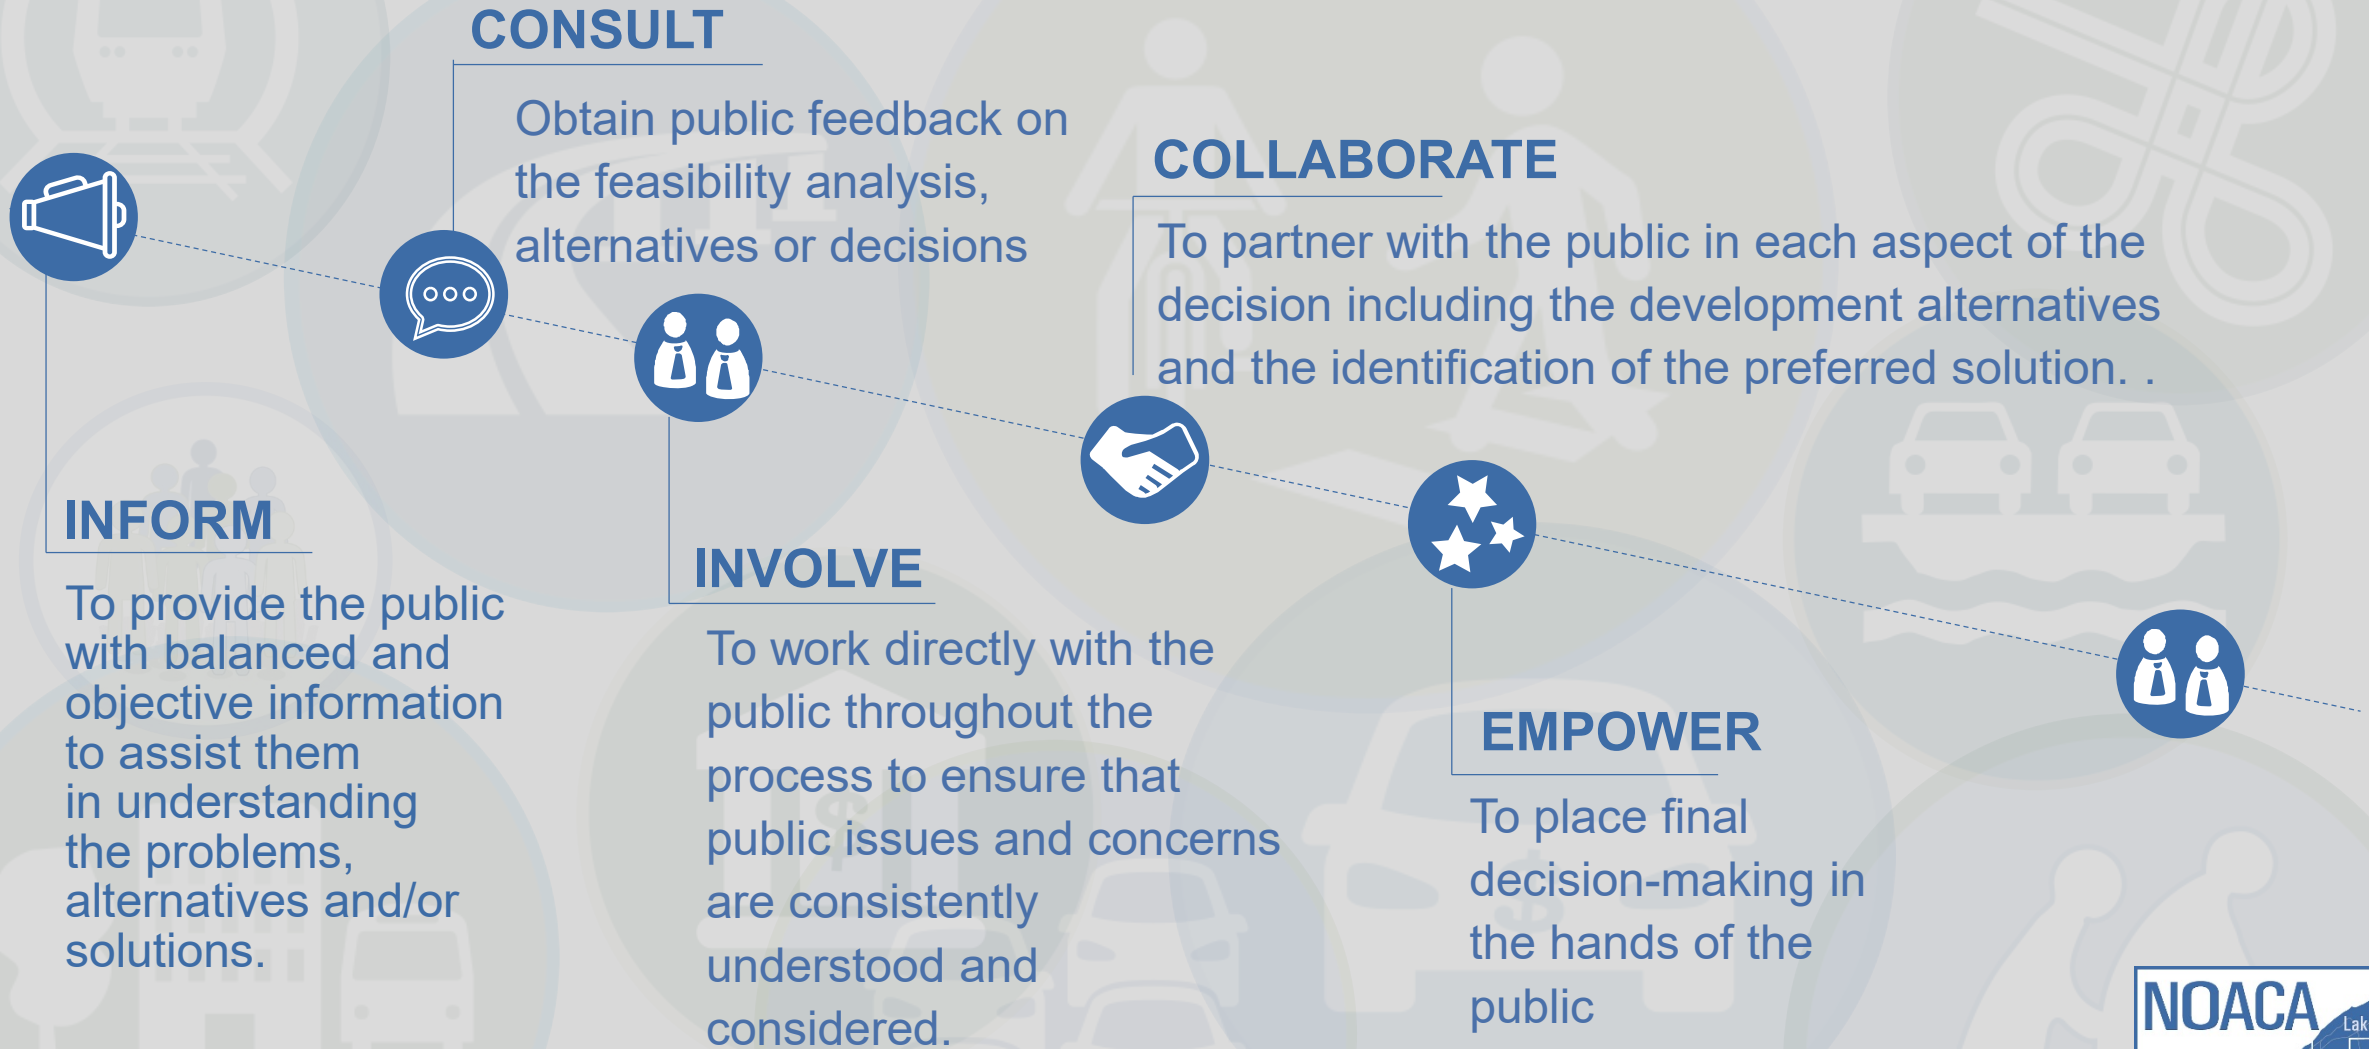 CONSULT
Obtain public feedback on
the feasibility analysis,
alternatives or decisions
COLLABORATE
To partner with the public in each aspect of the
decision including the development alternatives
and the identification of the preferred solution. .
INFORM
To provide the public
with balanced and
objective information
to assist them
in understanding
the problems,
alternatives and/or
solutions.
INVOLVE
To work directly with the
public throughout the
process to ensure that
public issues and concerns
are consistently
understood and
considered.
EMPOWER
To place final
decision-making in
the hands of the
public
NOACA